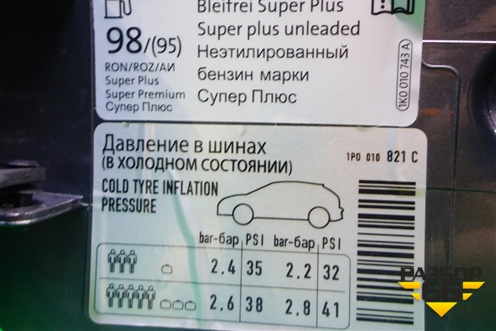 Bleifrei Super Plus
98/(95)
Super plus unleaded
Неэтилированный
RON/ROZ/АИ
бензин марки
Super Plus
Super Premium
Супер Плюс
Супер Плюс
1K0 010 743 A
Давление в шинах
(В ХОЛОДНОМ СОСТОЯНИИ)
1P0 010 821 C
COLD TYRE INFLATION
PRESSURE
bar-бар PSI bar-бар PSI
2,4 35 2,2 32
2,6 38 2,8 41
РАЗБОР